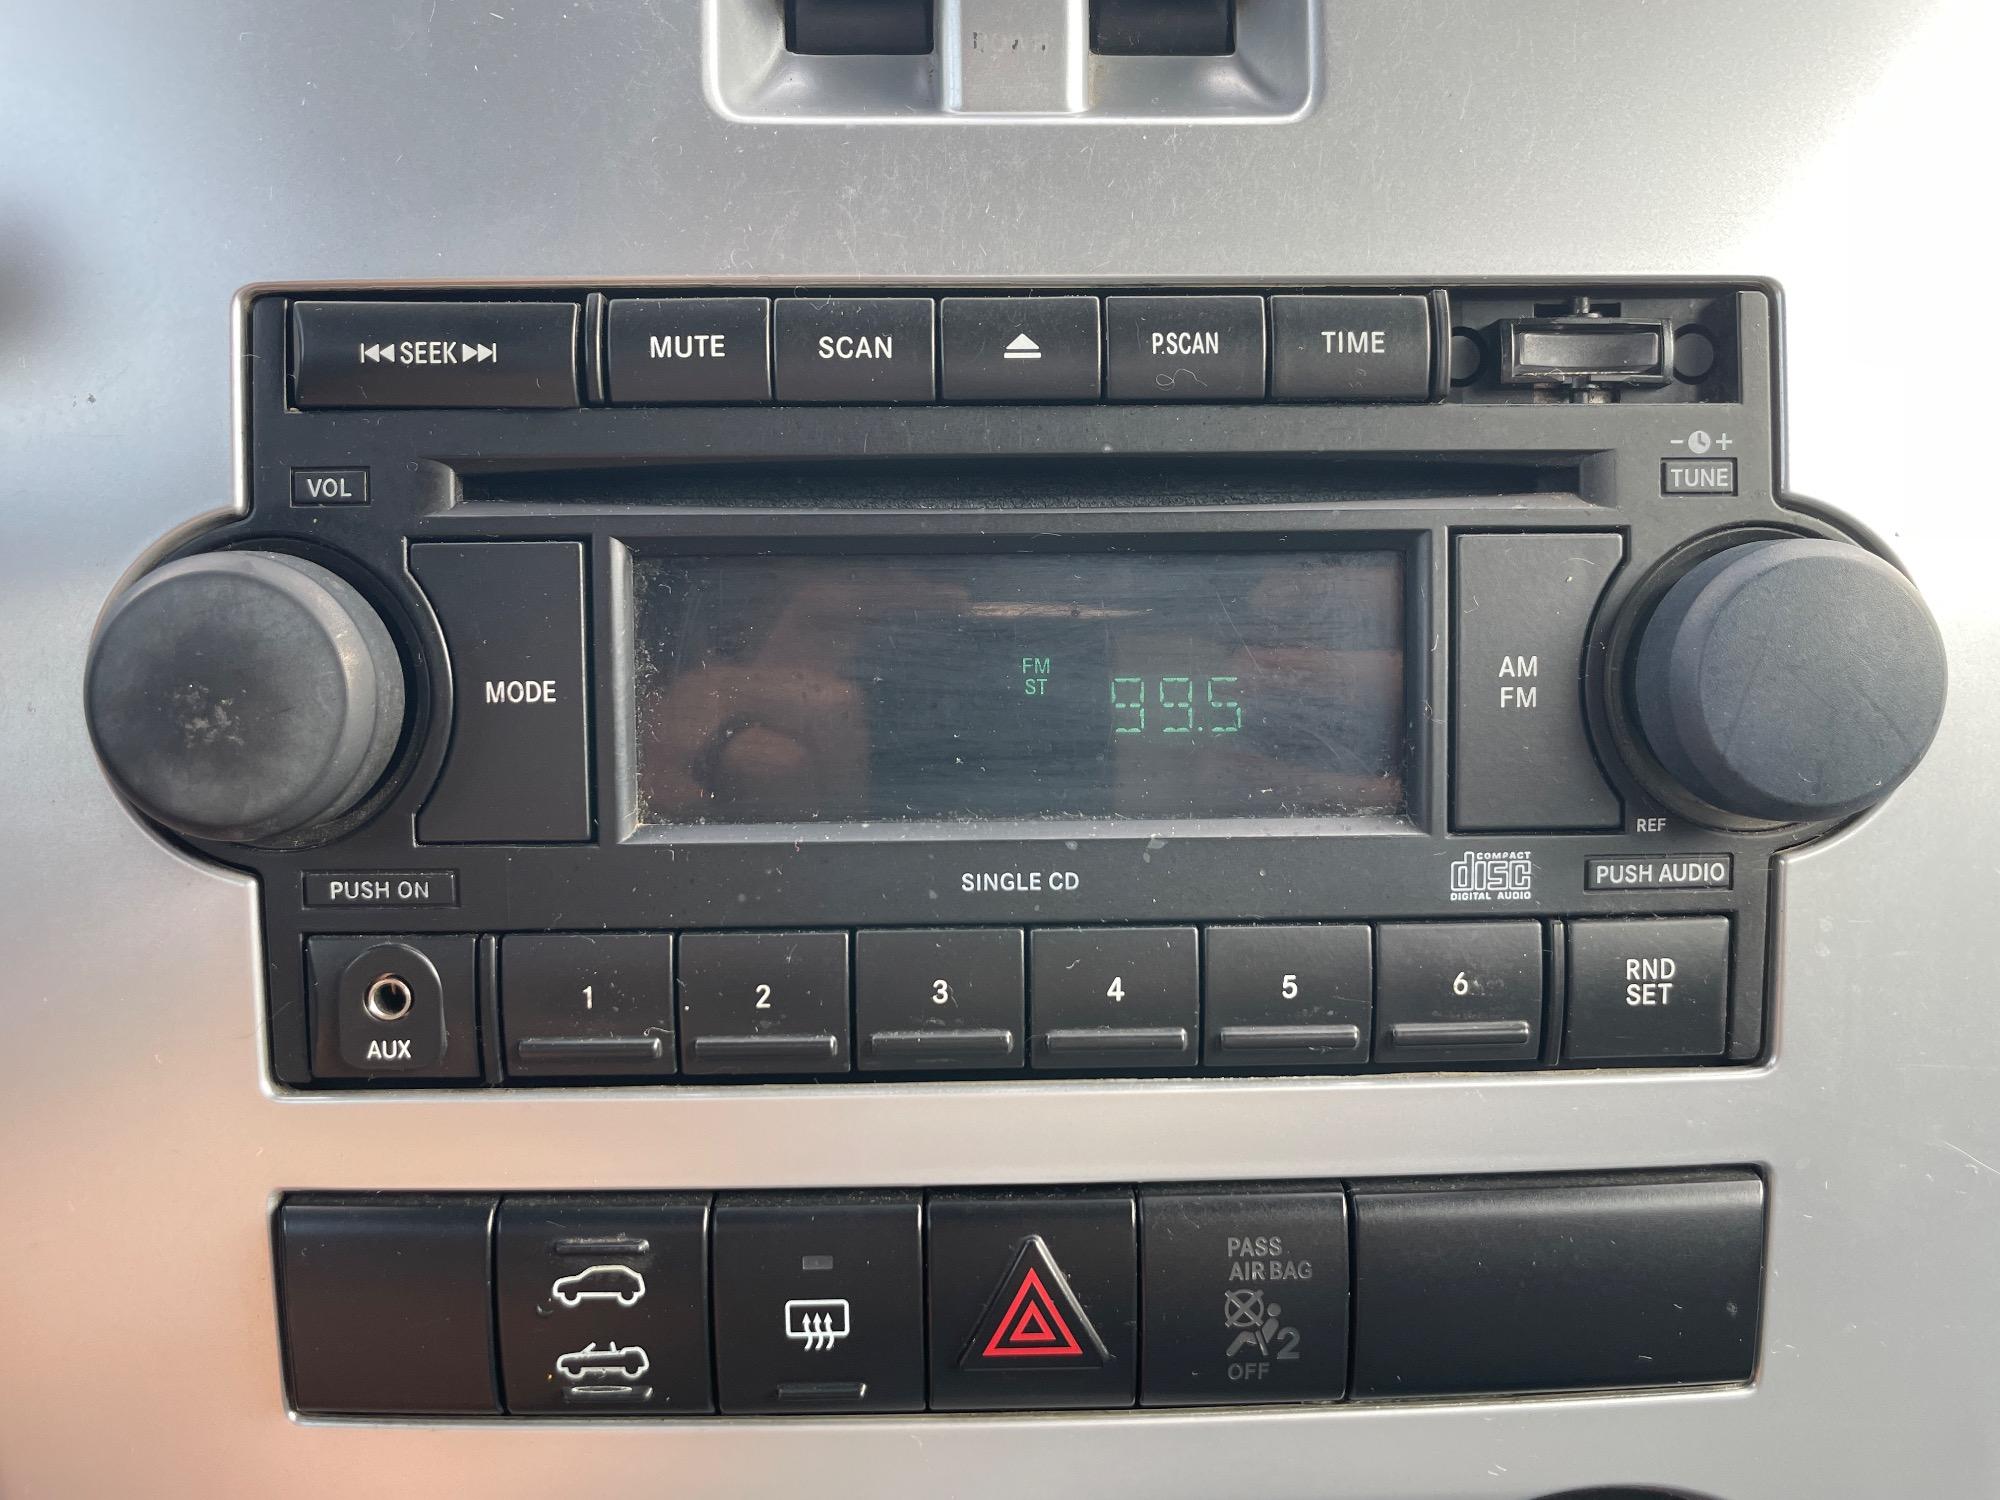 DOWN
SEEK
MUTE
SCAN
P.SCAN
TIME
VOL
- +
TUNE
MODE
FM
ST
99.5
AM
FM
REF
PUSH ON
SINGLE CD
COMPACT
disc
DIGITAL AUDIO
PUSH AUDIO
AUX
1
2
3
4
5
6
RND
SET
PASS
AIR BAG
2
OFF